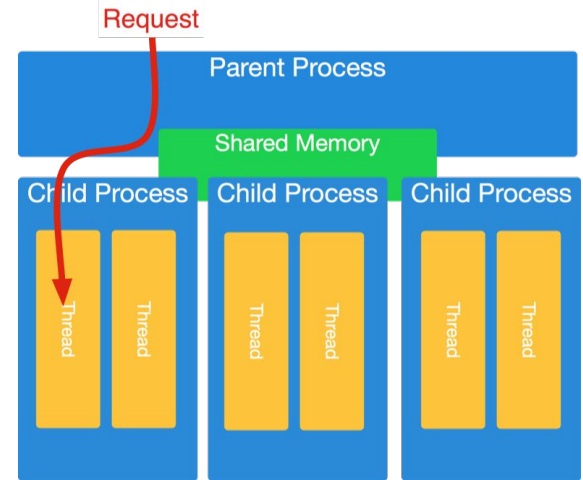 Request
Parent Process
Shared Memory
Child Process
Child Process
Child Process
Thread
Thread
Thread
Thread
Thread
Thread